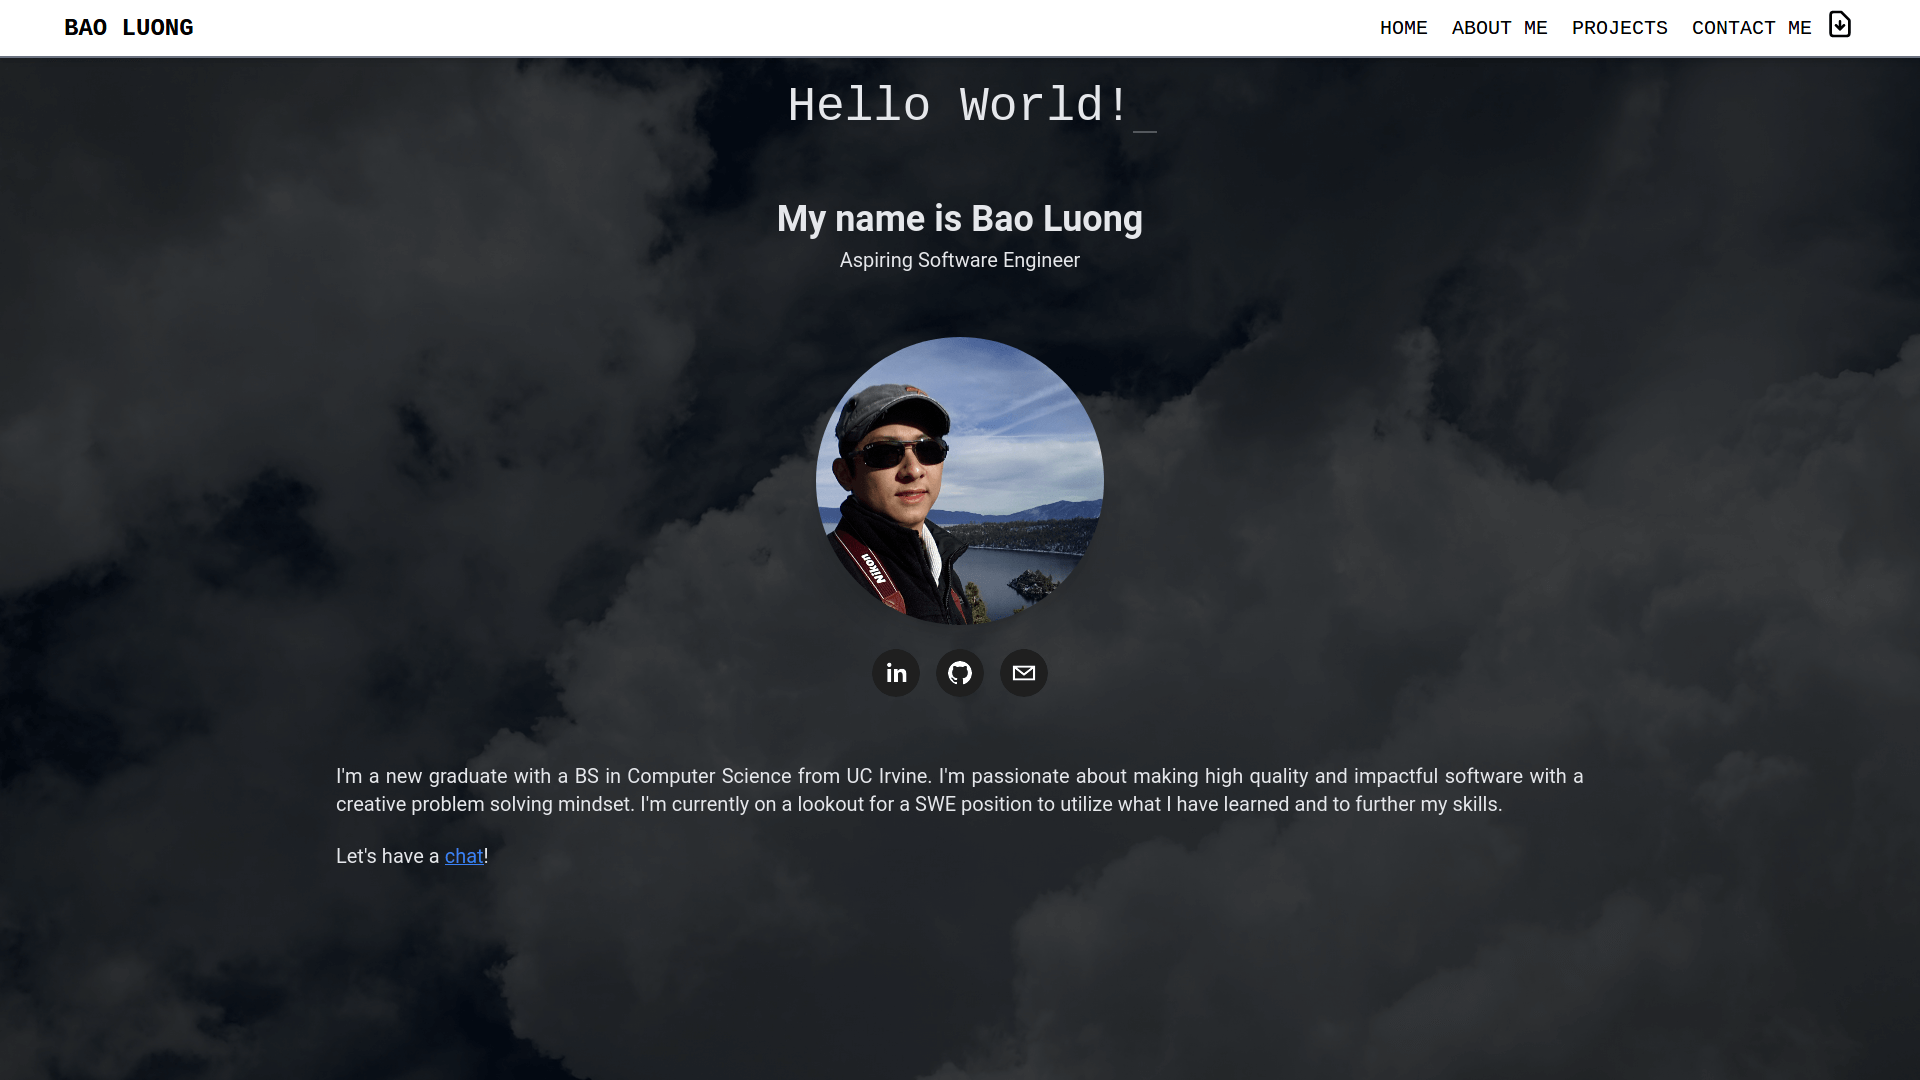 BAO LUONG
HOME ABOUT ME PROJECTS CONTACT ME
Hello World!_
My name is Bao Luong
Aspiring Software Engineer
Nikon
in
I'm a new graduate with a BS in Computer Science from UC Irvine. I'm passionate about making high quality and impactful software with a
creative problem solving mindset. I'm currently on a lookout for a SWE position to utilize what I have learned and to further my skills.
Let's have a chat!